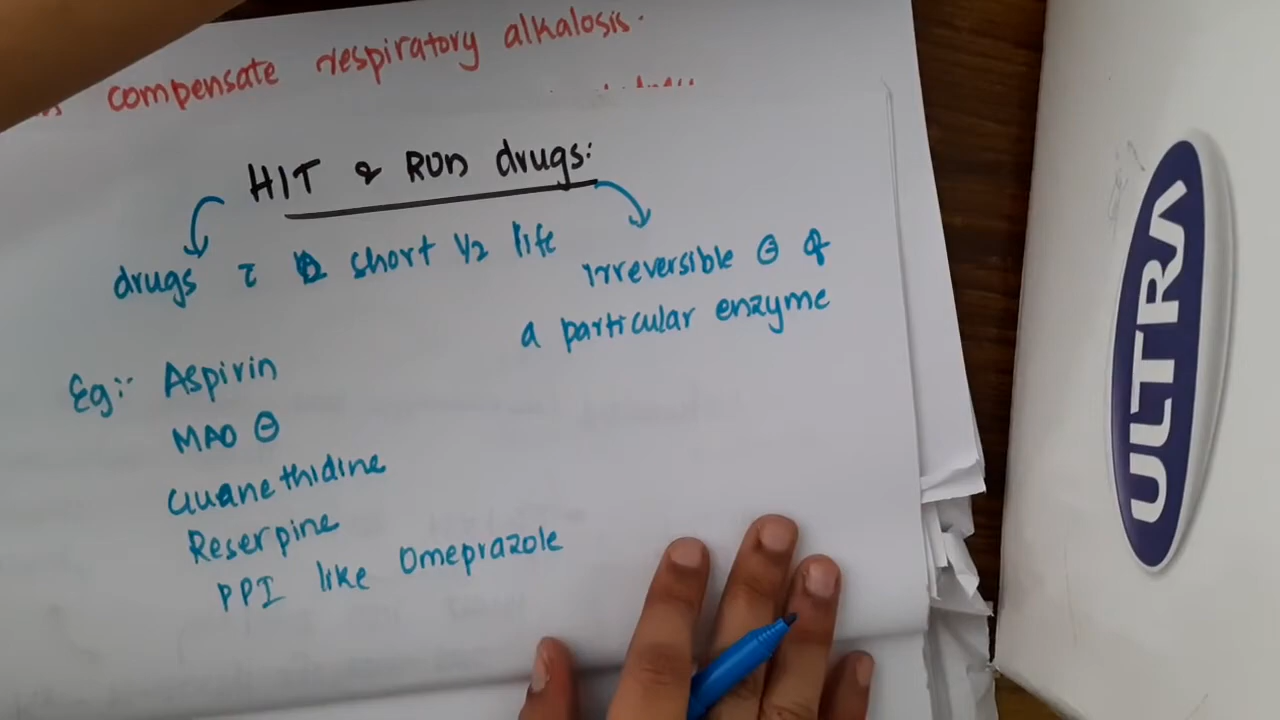 compensate respiratory alkalosis.
HIT & RUN drugs:
drugs c̄ short 1/2 life
irreversible ⊖ of
a particular enzyme
Eg:- Aspirin
MAO ⊖
Guanethidine
Reserpine
PPI like Omeprazole
ULTRA